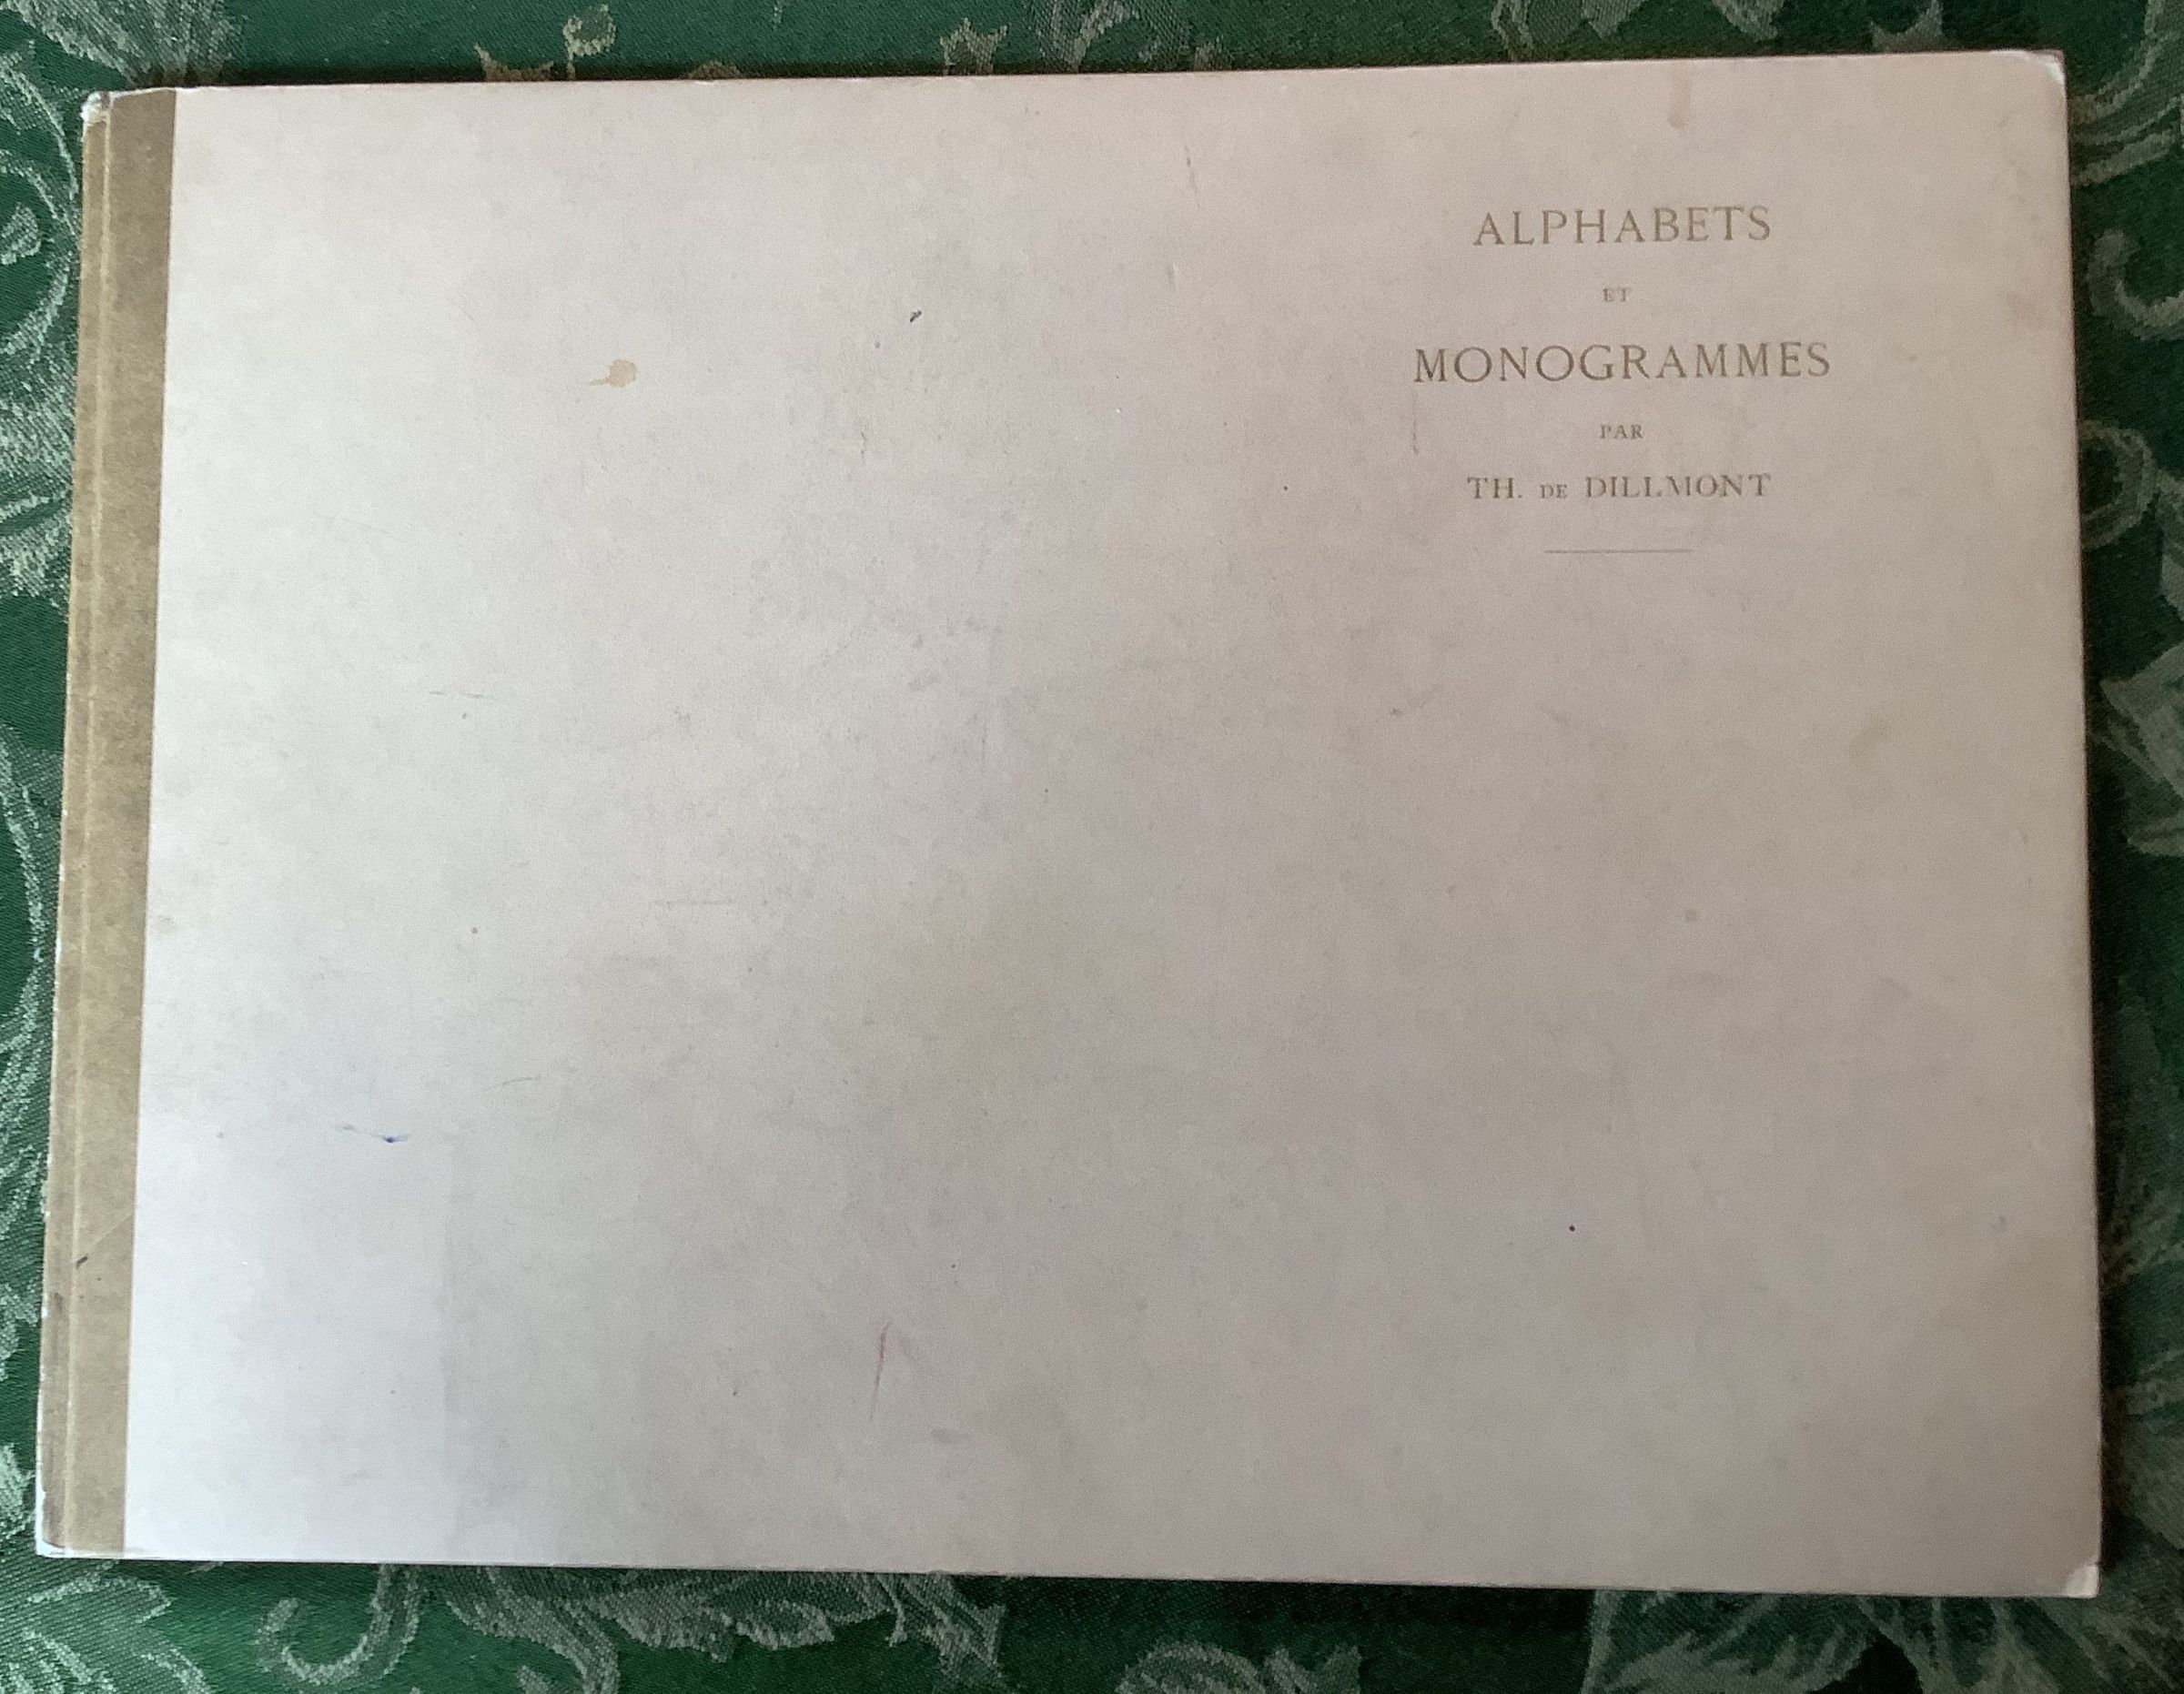 ALPHABETS
ET
MONOGRAMMES
PAR
TH. DE DILLMONT